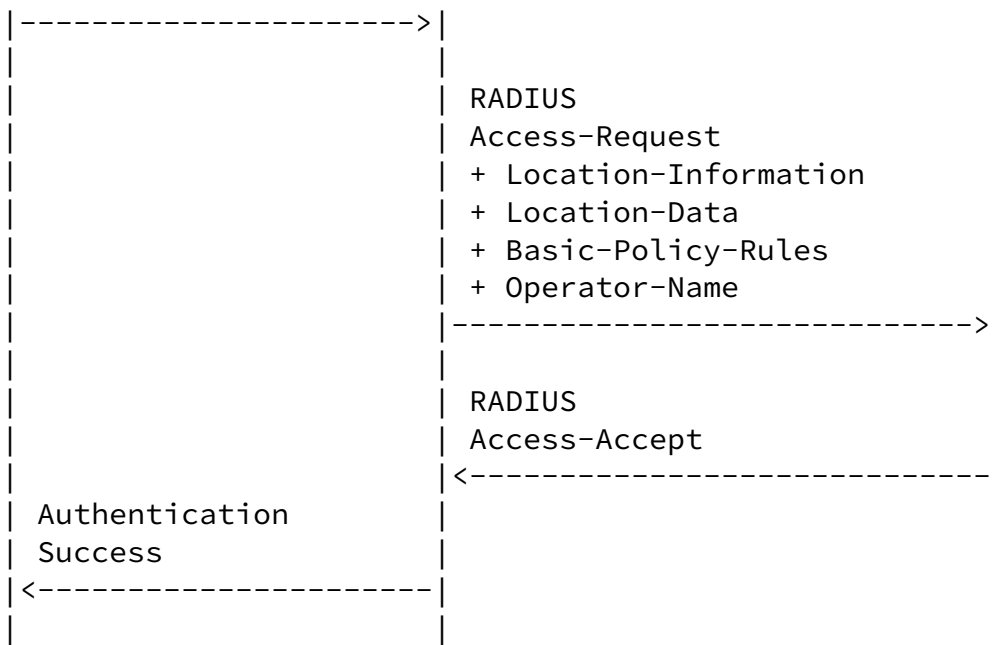 RADIUS
Access-Request
+ Location-Information
+ Location-Data
+ Basic-Policy-Rules
+ Operator-Name
RADIUS
Access-Accept
Authentication
Success